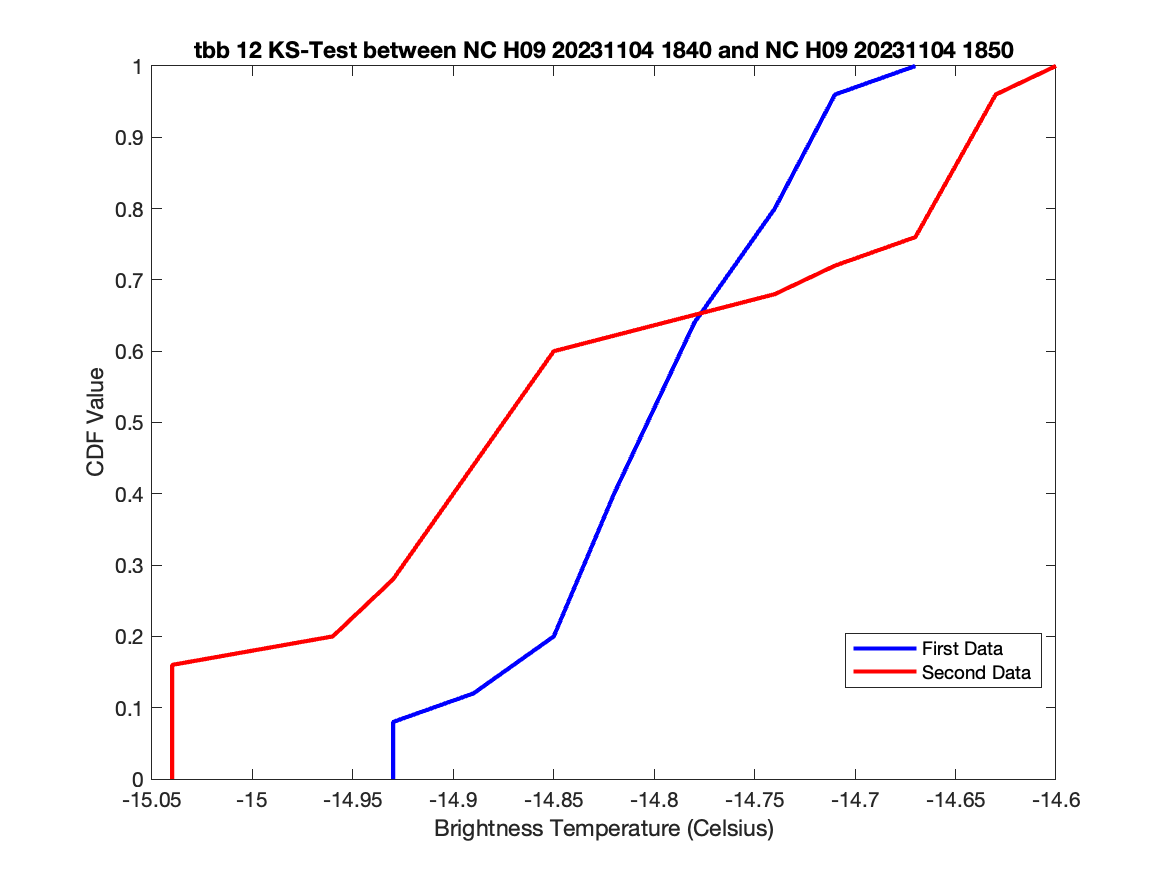 tbb 12 KS-Test between NC H09 20231104 1840 and NC H09 20231104 1850
1
0.9
0.8
0.7
0.6
0.5
0.4
0.3
0.2
0.1
0
CDF Value
First Data
Second Data
-15.05 -15 -14.95 -14.9 -14.85 -14.8 -14.75 -14.7 -14.65 -14.6
Brightness Temperature (Celsius)